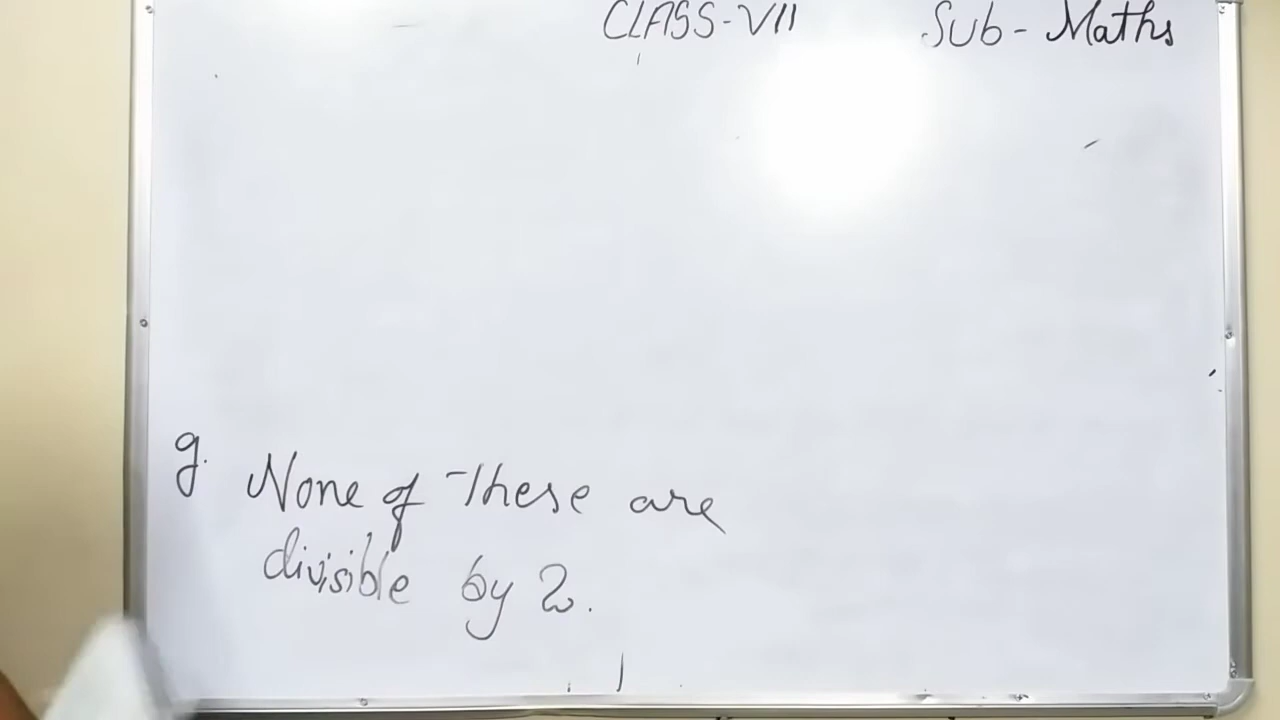 CLASS-VII Sub-Maths
g. None of These are
divisible by 2.